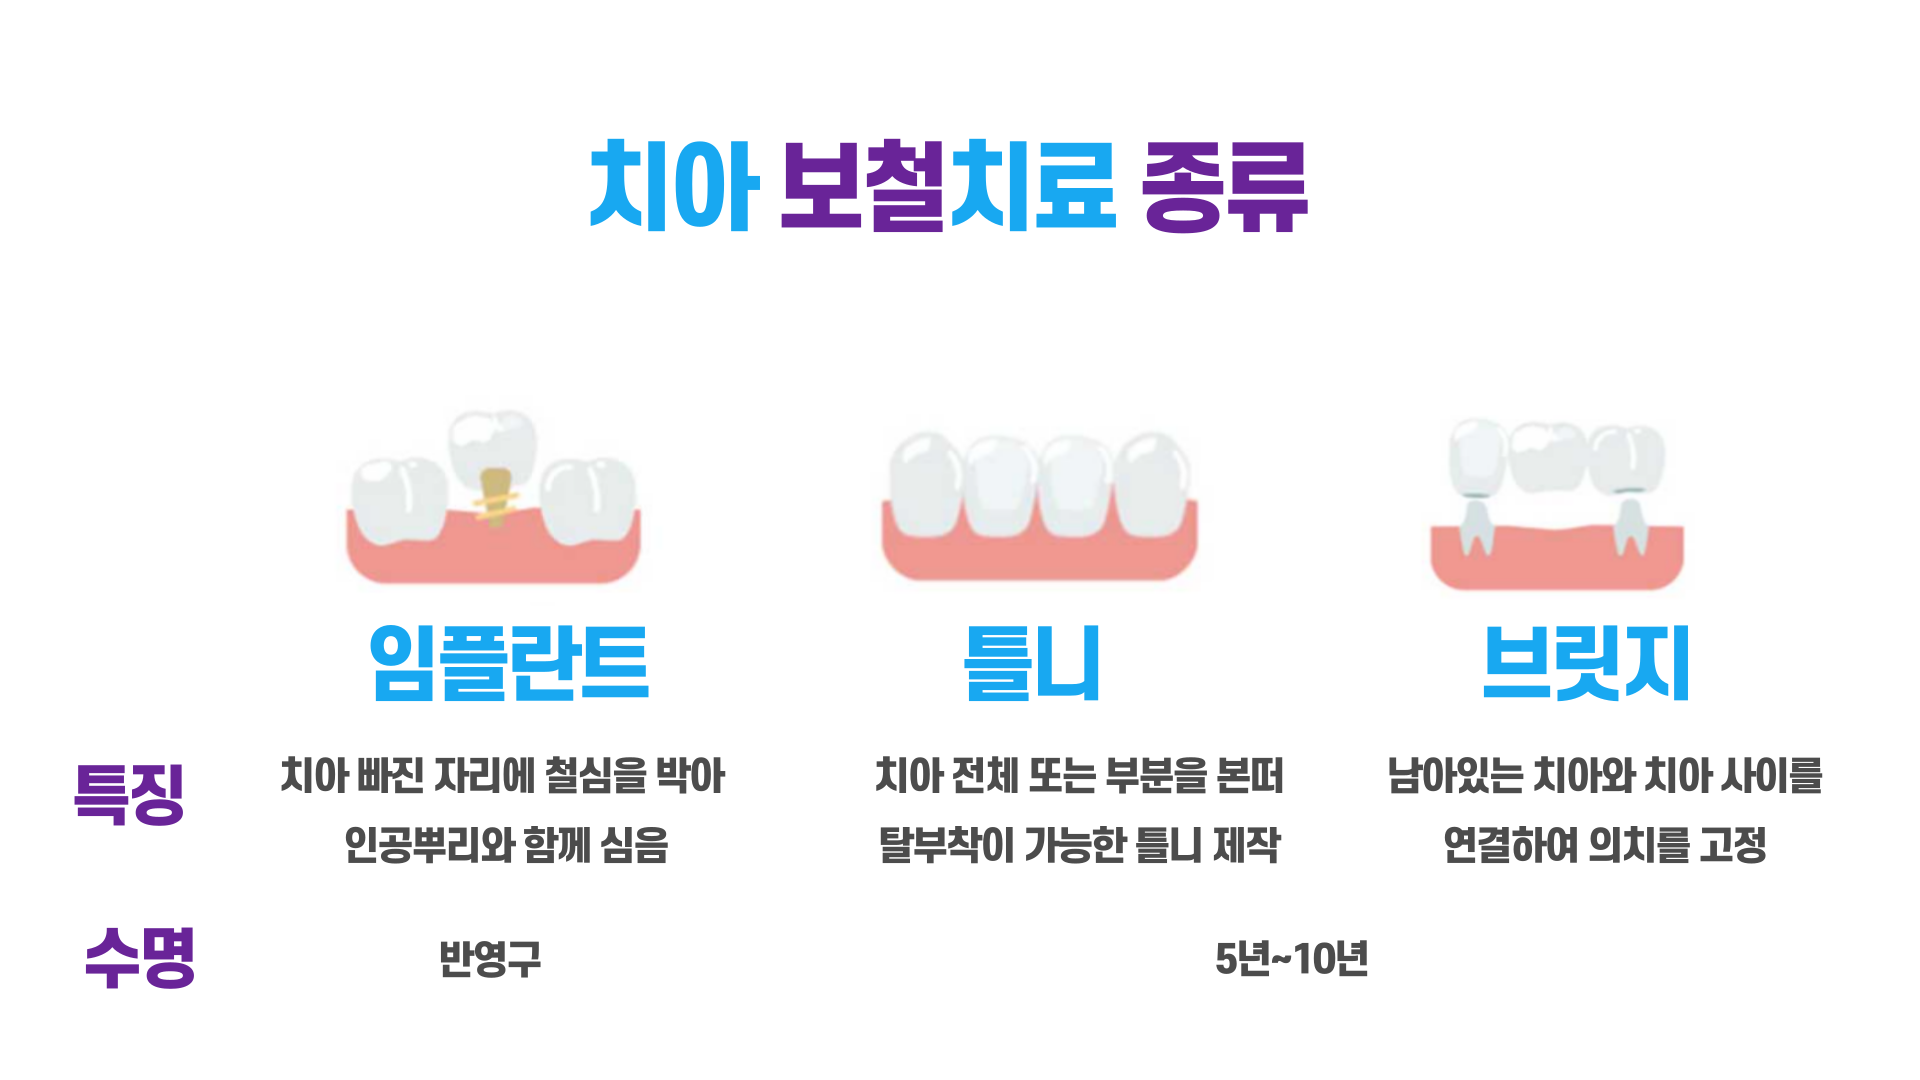 치아 보철치료 종류
임플란트
틀니
브릿지
특징
치아 빠진 자리에 철심을 박아
인공뿌리와 함께 심음
치아 전체 또는 부분을 본떠
탈부착이 가능한 틀니 제작
남아있는 치아와 치아 사이를
연결하여 의치를 고정
수명
반영구
5년~10년